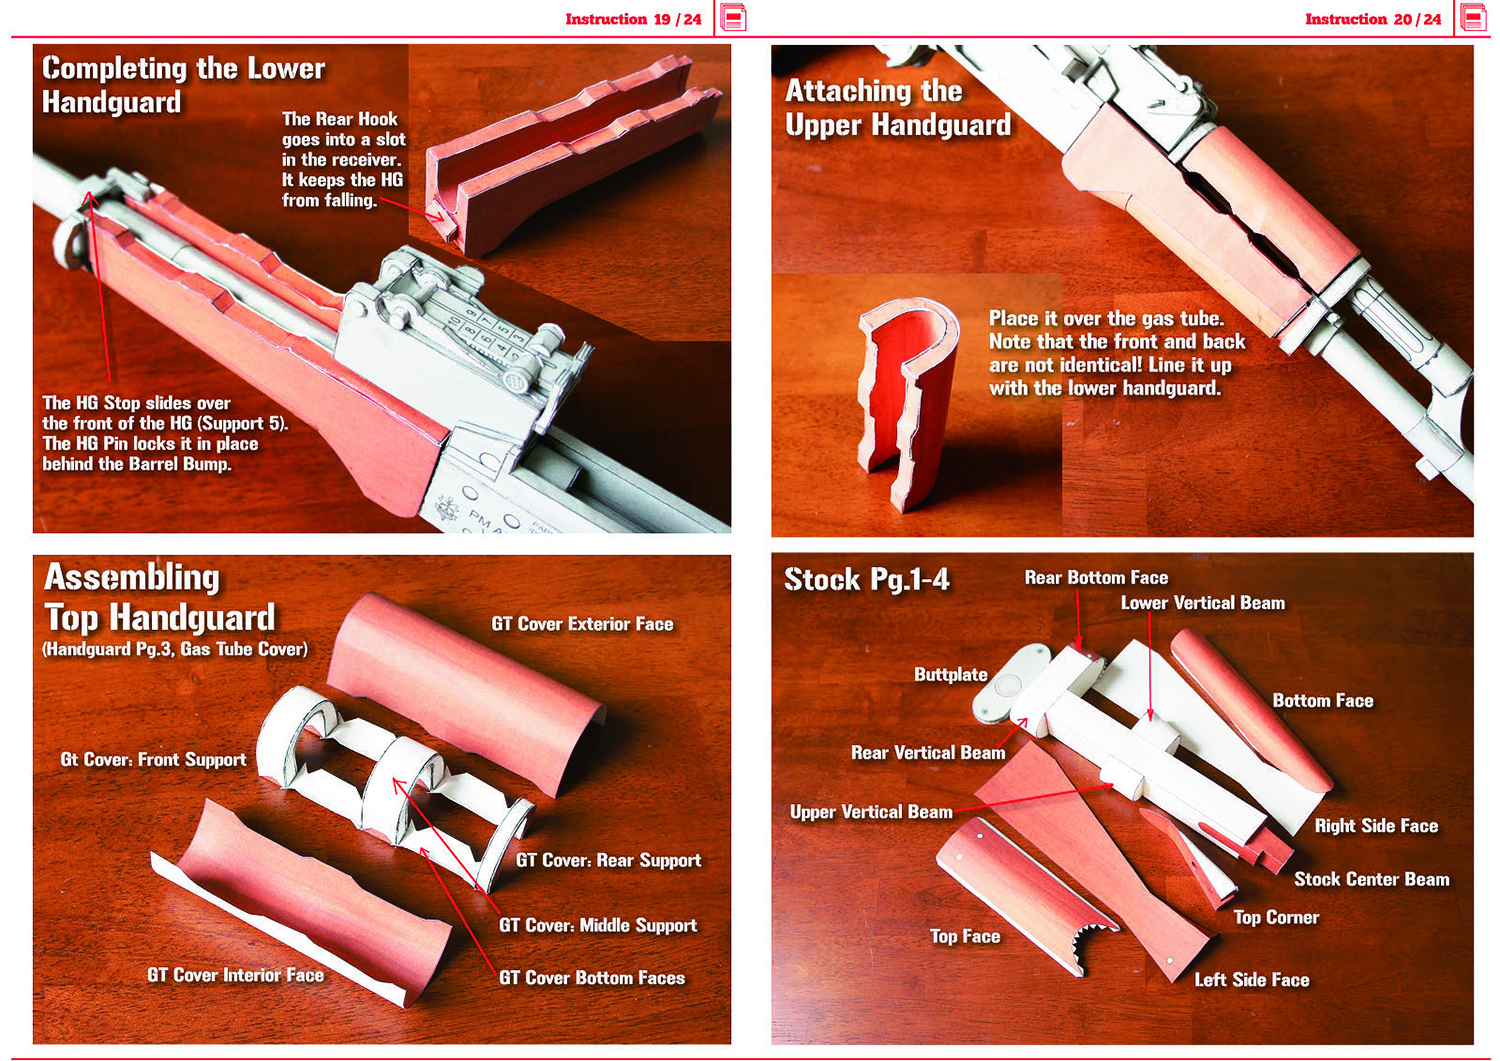 Instruction 19 / 24
Completing the Lower
Handguard
The Rear Hook
goes into a slot
in the receiver.
It keeps the HG
from falling.
The HG Stop slides over
the front of the HG (Support 5).
The HG Pin locks it in place
behind the Barrel Bump.
Assembling
Top Handguard
(Handguard Pg.3, Gas Tube Cover)
GT Cover Exterior Face
Gt Cover: Front Support
GT Cover: Rear Support
GT Cover: Middle Support
GT Cover Interior Face
GT Cover Bottom Faces
Instruction 20 / 24
Attaching the
Upper Handguard
Place it over the gas tube.
Note that the front and back
are not identical! Line it up
with the lower handguard.
Stock Pg.1-4
Rear Bottom Face
Lower Vertical Beam
Buttplate
Bottom Face
Rear Vertical Beam
Upper Vertical Beam
Right Side Face
Stock Center Beam
Top Corner
Top Face
Left Side Face